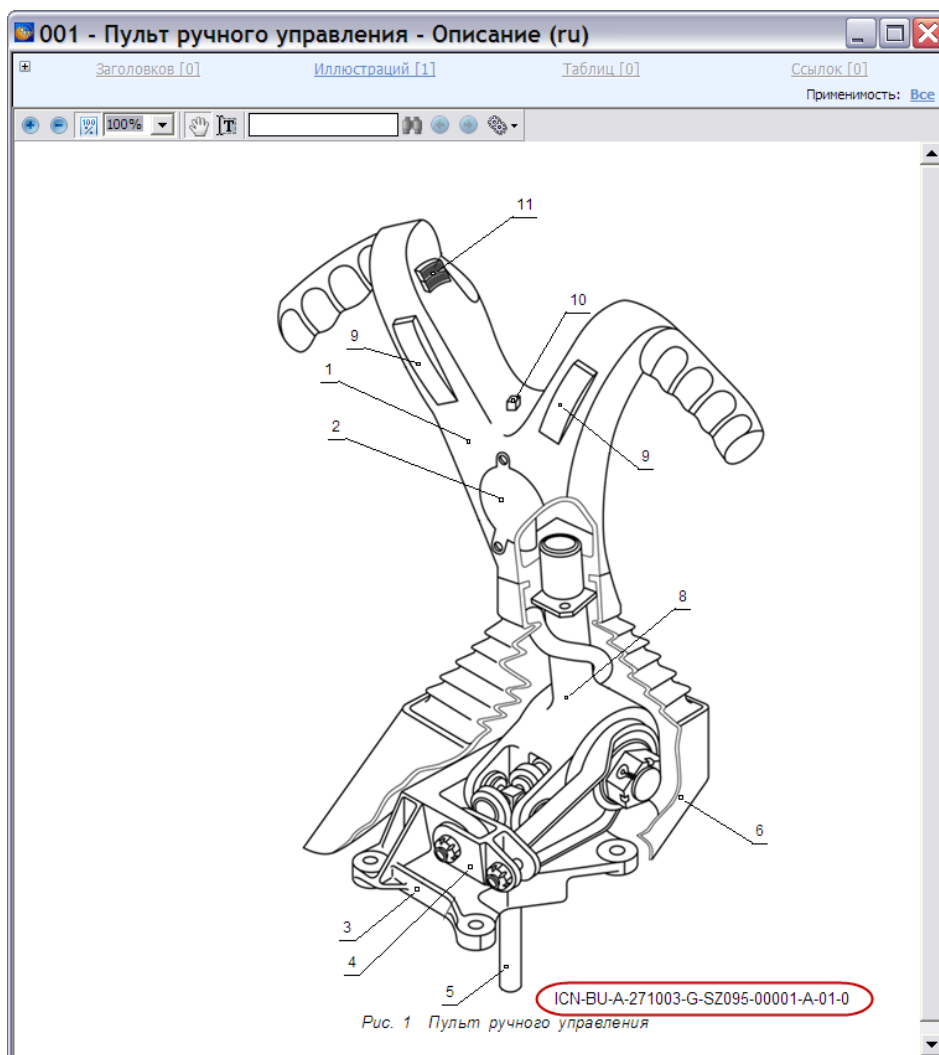 001 - Пульт ручного управления - Описание (ru)
Заголовков [0] Иллюстраций [1] Таблиц [0] Ссылок [0]
Применимость: Все
100%
11
10
9
1
2
9
8
6
3
4
5
ICN-BU-A-271003-G-SZ095-00001-A-01-0
Рис. 1 Пульт ручного управления